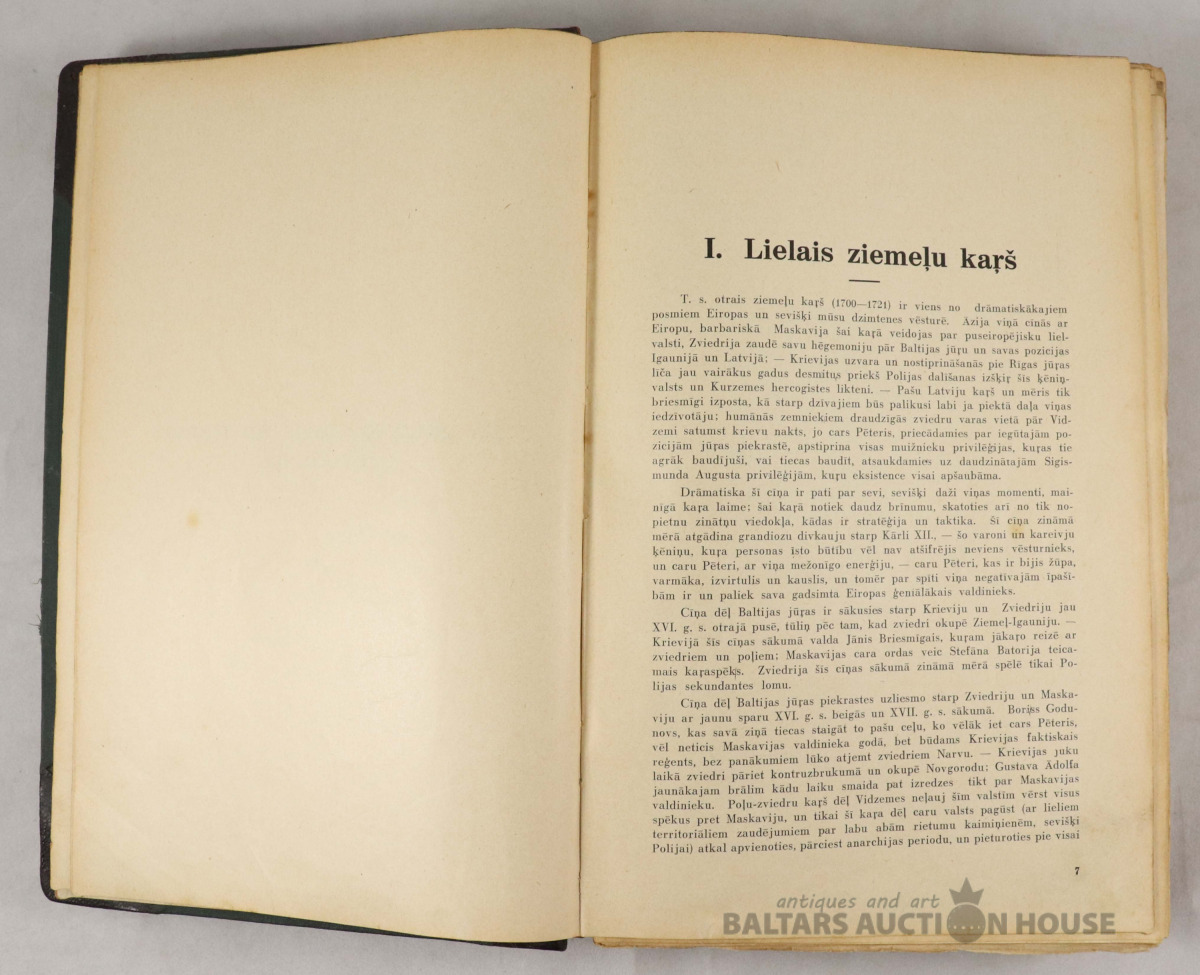 I. Lielais ziemeļu kaŗš
T. s. otrais ziemeļu kaŗš (1700—1721) ir viens no drāmatiskākajiem
posmiem Eiropas un sevišķi mūsu dzimtenes vēsturē. Āzija viņā cīnās ar
Eiropu, barbariskā Maskavija šai kaŗā veidojas par puseiropējisku liel-
valsti, Zviedrija zaudē savu hēgemoniju pār Baltijas jūŗu un savas pozicijas
Igaunijā un Latvijā; — Krievijas uzvara un nostiprināšanās pie Rīgas jūŗas
līča jau vairākus gadus desmitus priekš Polijas dalīšanas izšķiŗ šīs ķēniņ-
valsts un Kurzemes hercogistes likteni. — Pašu Latviju kaŗš un mēris tik
briesmīgi izposta, kā starp dzīvajiem būs palikusi labi ja piektā daļa viņas
iedzīvotāju; humānās zemniekiem draudzīgās zviedru varas vietā pār Vid-
zemi satumst krievu nakts, jo cars Pēteris, priecādamies par iegūtajām po-
zicijām jūŗas piekrastē, apstiprina visas muižnieku privilēģijas, kuŗas tie
agrāk baudījuši, vai tiecas baudīt, atsaukdamies uz daudzinātajām Sigis-
munda Augusta privilēģijām, kuŗu eksistence visai apšaubāma.
Drāmatiska šī cīņa ir pati par sevi, sevišķi daži viņas momenti, mai-
nīgā kaŗa laime; šai kaŗā notiek daudz brīnumu, skatoties arī no tik no-
pietnu zinātņu viedokļa, kādas ir stratēģija un taktika. Šī cīņa zināmā
mērā atgādina grandiozu divkauju starp Kārli XII., — šo varoni un kareivju
ķēniņu, kuŗa personas īsto būtību vēl nav atšifrējis neviens vēsturnieks,
un caru Pēteri, ar viņa mežonīgo enerģiju, — caru Pēteri, kas ir bijis žūpa,
varmāka, izvirtulis un kauslis, un tomēr par spīti viņa negatīvajām īpašī-
bām ir un paliek sava gadsimta Eiropas ģeniālākais valdinieks.
Cīņa dēļ Baltijas jūŗas ir sākusies starp Krieviju un Zviedriju jau
XVI. g. s. otrajā pusē, tūliņ pēc tam, kad zviedri okupē Ziemeļ-Igauniju. —
Krievijā šīs cīņas sākumā valda Jānis Briesmīgais, kuŗam jākaŗo reizē ar
zviedriem un poļiem; Maskavijas cara ordas veic Stefāna Batorija teica-
mais kaŗaspēks. Zviedrija šīs cīņas sākumā zināmā mērā spēlē tikai Po-
lijas sekundantes lomu.
Cīņa dēļ Baltijas jūŗas piekrastes uzliesmo starp Zviedriju un Maska-
viju ar jaunu sparu XVI. g. s. beigās un XVII. g. s. sākumā. Boriss Godu-
novs, kas savā ziņā tiecas staigāt to pašu ceļu, ko vēlāk iet cars Pēteris,
vēl neticis Maskavijas valdinieka godā, bet būdams Krievijas faktiskais
reģents, bez panākumiem lūko atņemt zviedriem Narvu. — Krievijas juku
laikā zviedri pāriet kontruzbrukumā un okupē Novgorodu; Gustava Ādolfa
jaunākajam brālim kādu laiku smaida pat izredzes tikt par Maskavijas
valdinieku. Poļu-zviedru kaŗš dēļ Vidzemes neļauj šīm valstīm vērst visus
spēkus pret Maskaviju, un tikai šī kaŗa dēļ caru valsts pagūst (ar lieliem
territoriāliem zaudējumiem par labu abām rietumu kaimiņienēm, sevišķi
Polijai) atkal apvienoties, pārciest anarchijas periodu, un pieturoties pie visai
7
antiques and art
BALTARS AUCTION HOUSE